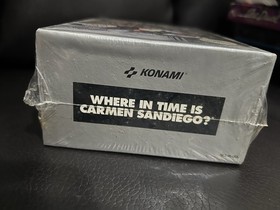 KONAMI
WHERE IN TIME IS
CARMEN SANDIEGO?